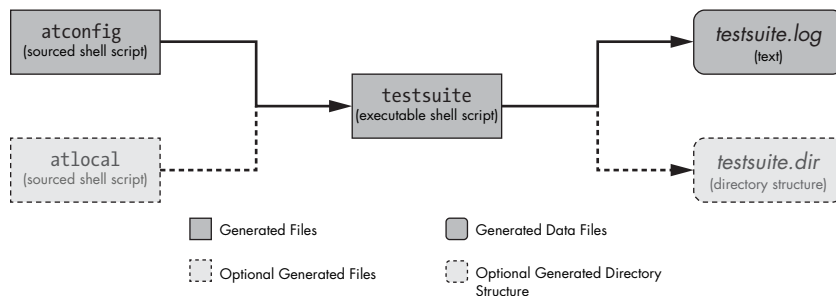 atconfig
(sourced shell script)
testsuite.log
(text)
testsuite
(executable shell script)
atlocal
(sourced shell script)
testsuite.dir
(directory structure)
Generated Files
Generated Data Files
Optional Generated Files
Optional Generated Directory
Structure